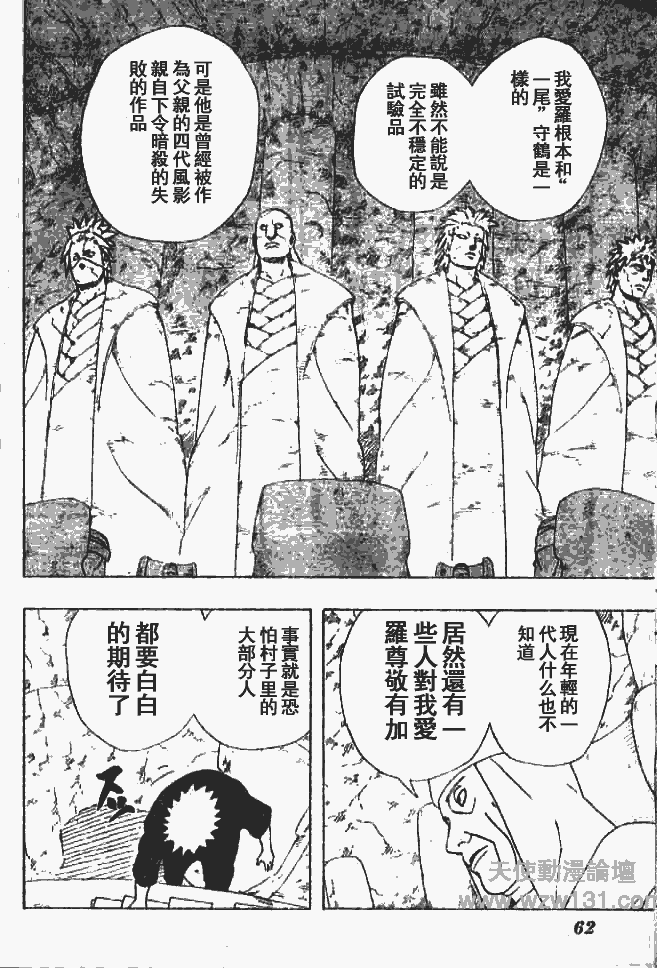 我愛羅根本和“
一尾”守鶴是一
樣的
雖然不能說是
完全不穩定的
試驗品
可是他是曾經被作
為父親的四代風影
親自下令暗殺的失
敗的作品
現在年輕的一
代人什么也不
知道
居然還有一
些人對我愛
羅尊敬有加
事實就是恐
怕村子里的
大部分人
都要白白
的期待了
天使動漫論壇
www.wzw131.com
62